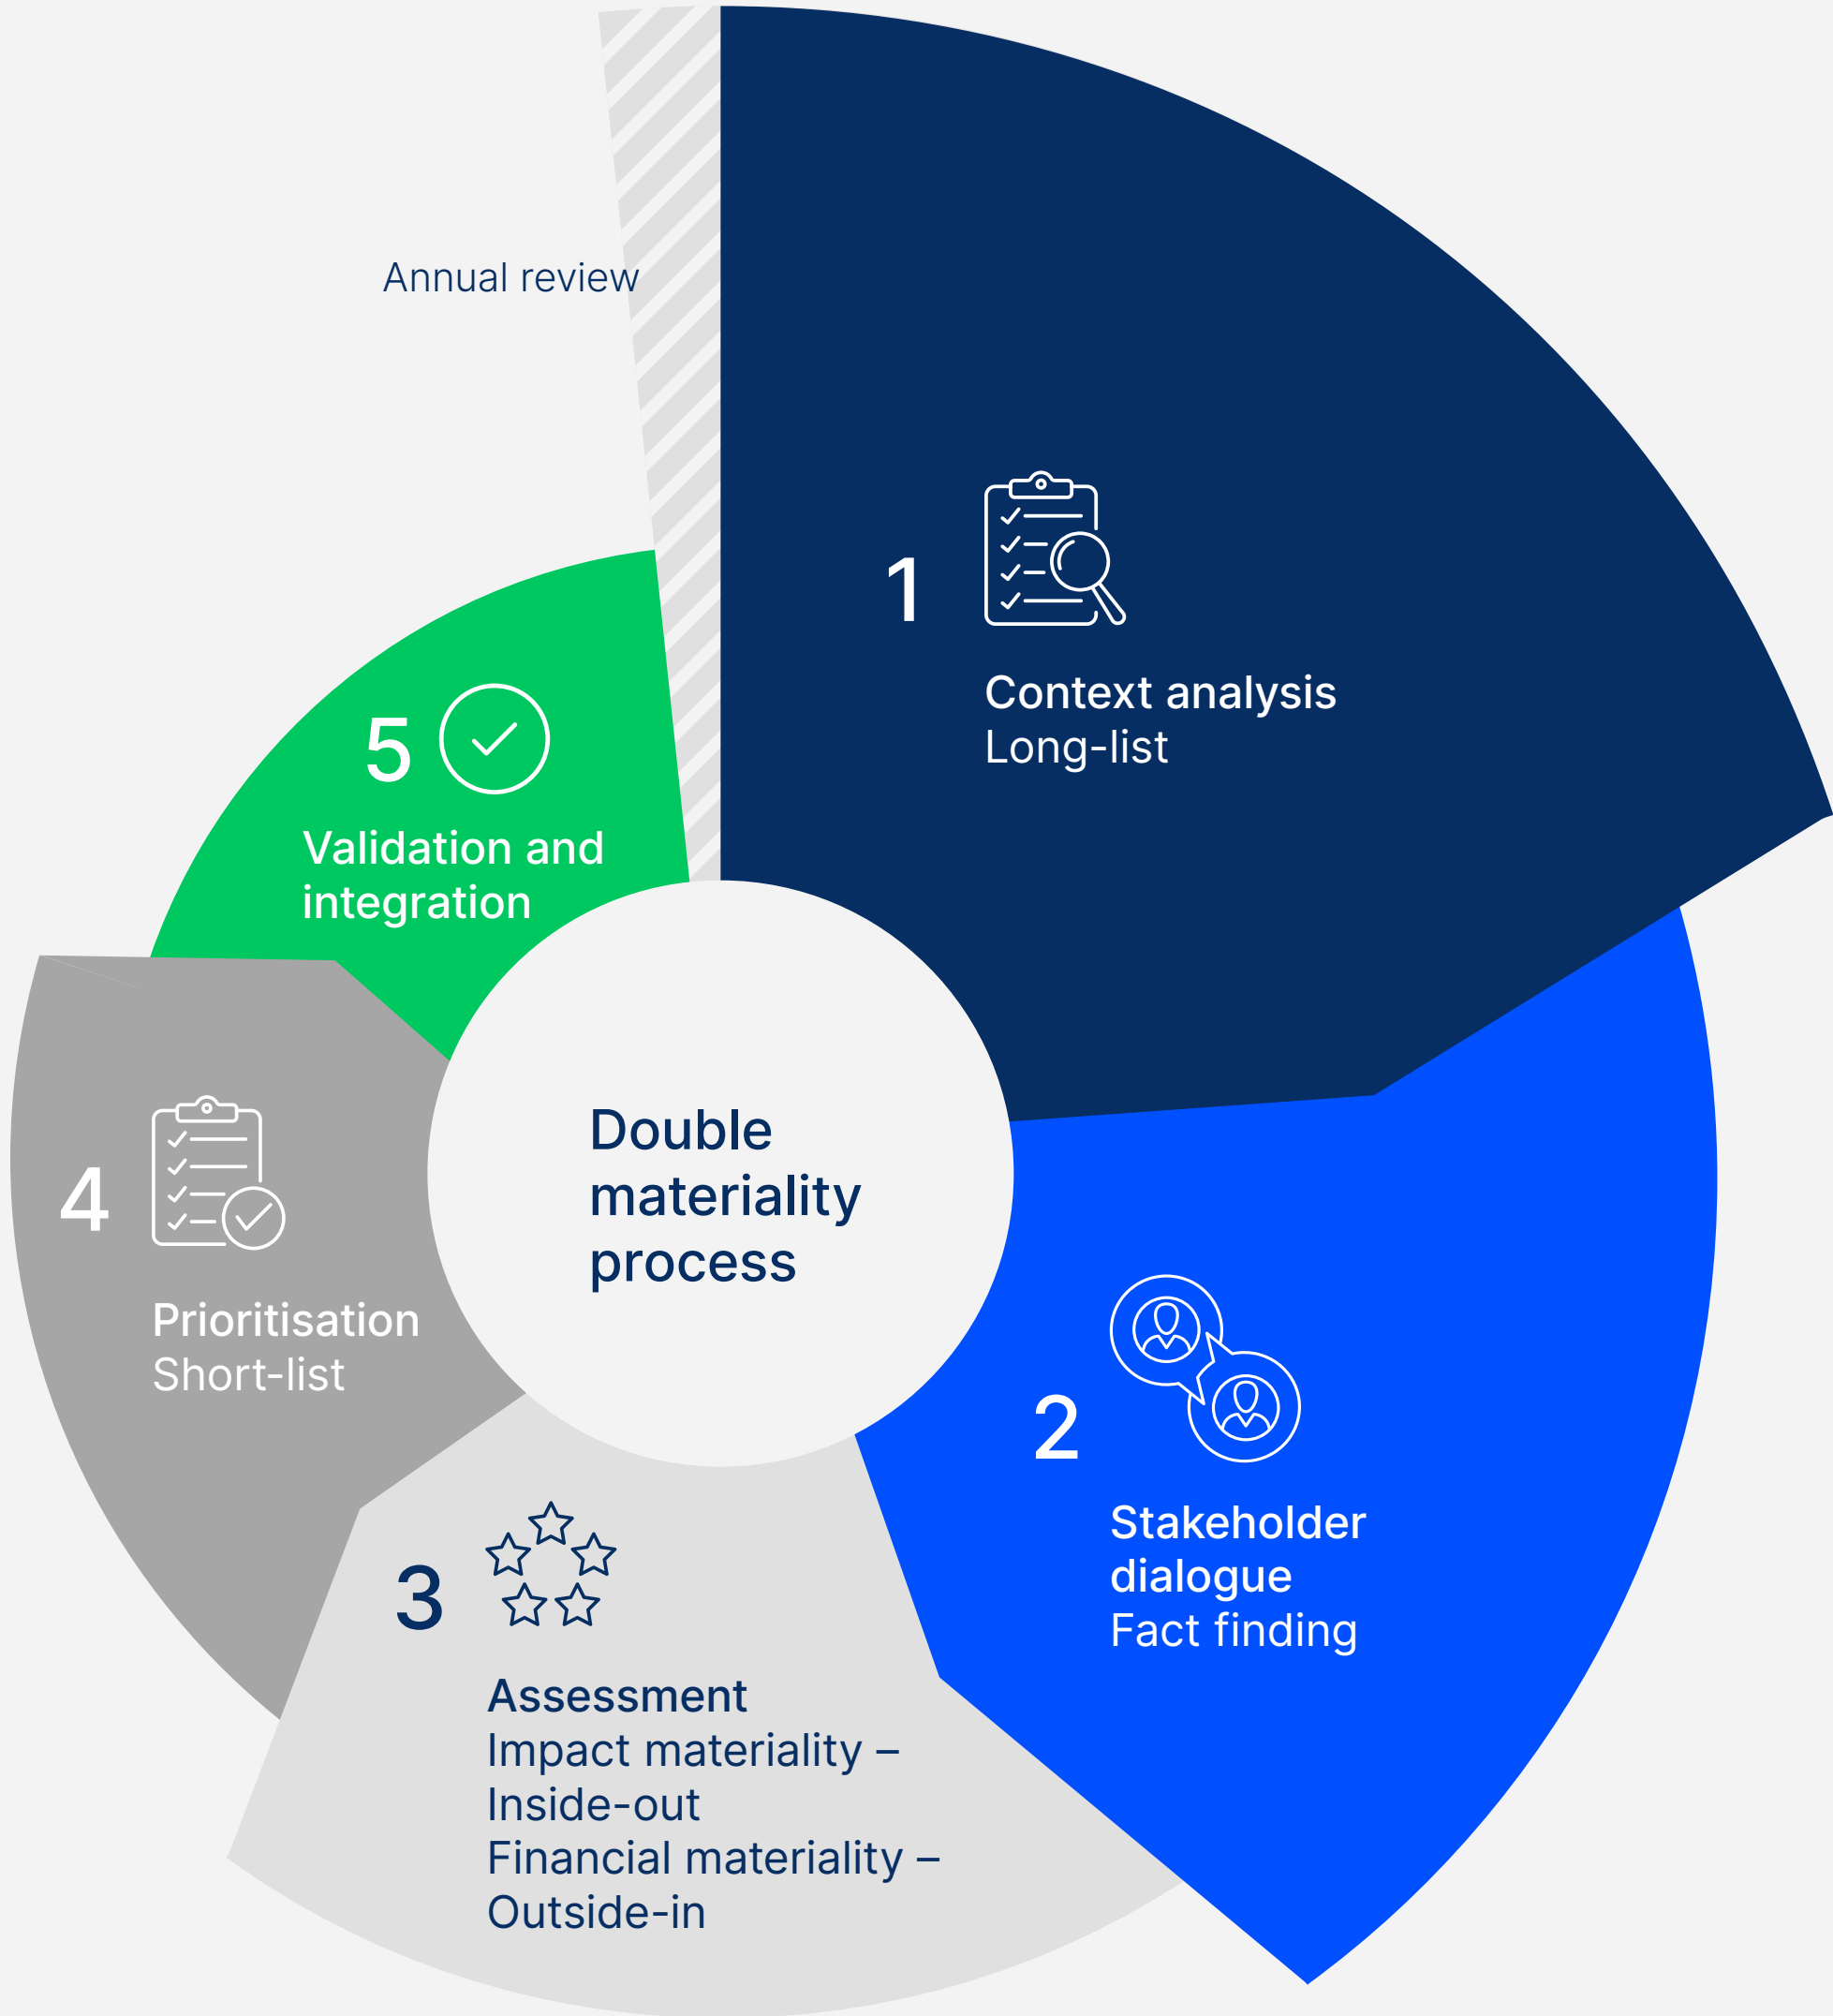 Annual review
1
Context analysis
Long-list
2
Stakeholder
dialogue
Fact finding
3
Assessment
Impact materiality –
Inside-out
Financial materiality –
Outside-in
4
Prioritisation
Short-list
5
Validation and
integration
Double
materiality
process